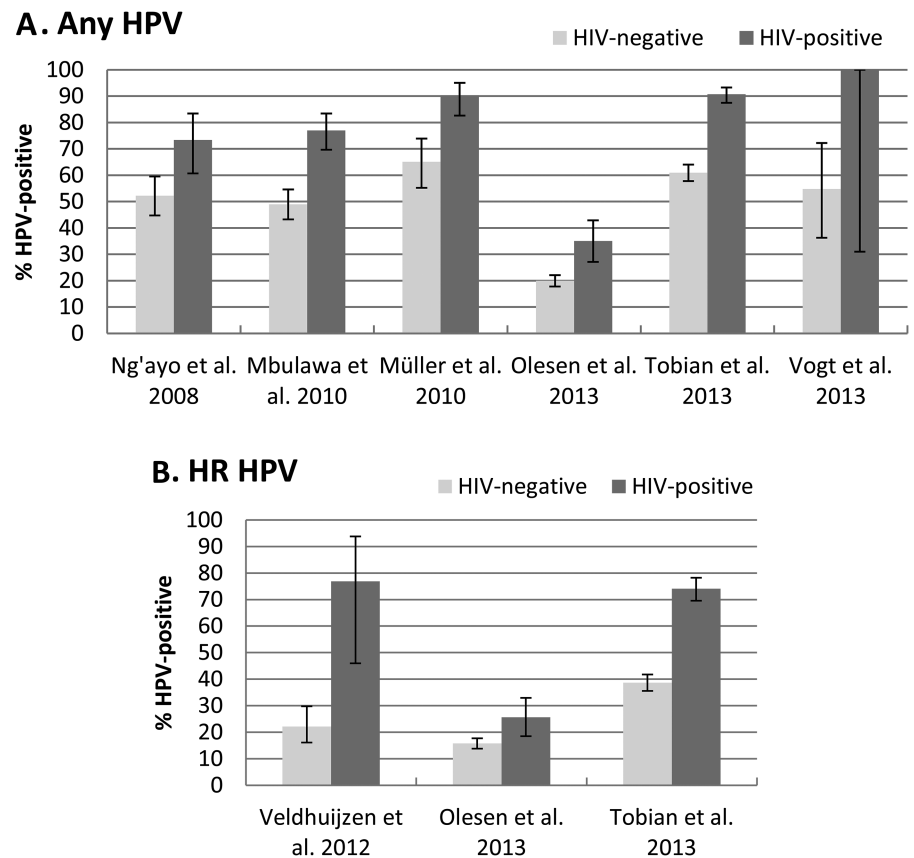 A. Any HPV
HIV-negative HIV-positive
100
90
80
70
60
50
40
30
20
10
0
% HPV-positive
Ng'ayo et al. Mbulawa et Müller et al. Olesen et al. Tobian et al. Vogt et al.
2008 al. 2010 2010 2013 2013 2013
B. HR HPV
HIV-negative HIV-positive
100
90
80
70
60
50
40
30
20
10
0
% HPV-positive
Veldhuijzen et Olesen et al. Tobian et al.
al. 2012 2013 2013